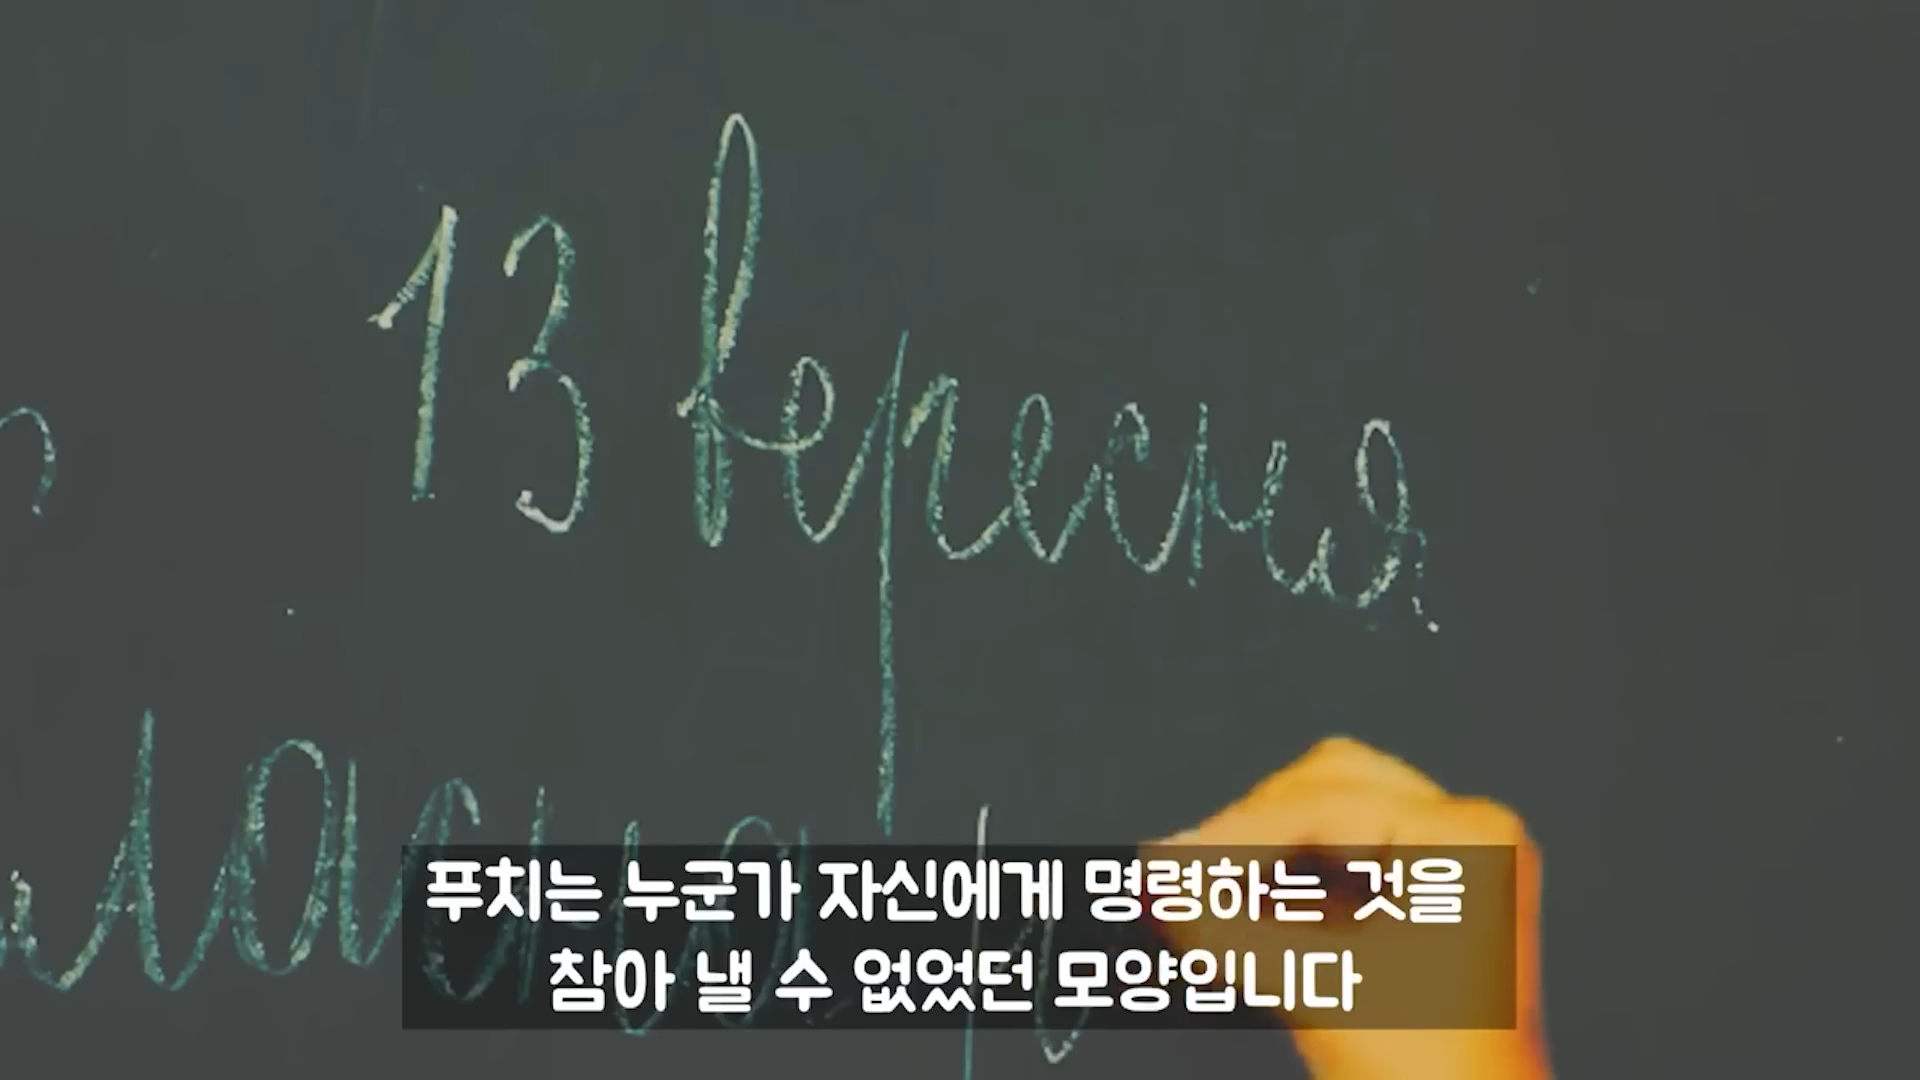 13 вересня
푸치는 누군가 자신에게 명령하는 것을
참아 낼 수 없었던 모양입니다